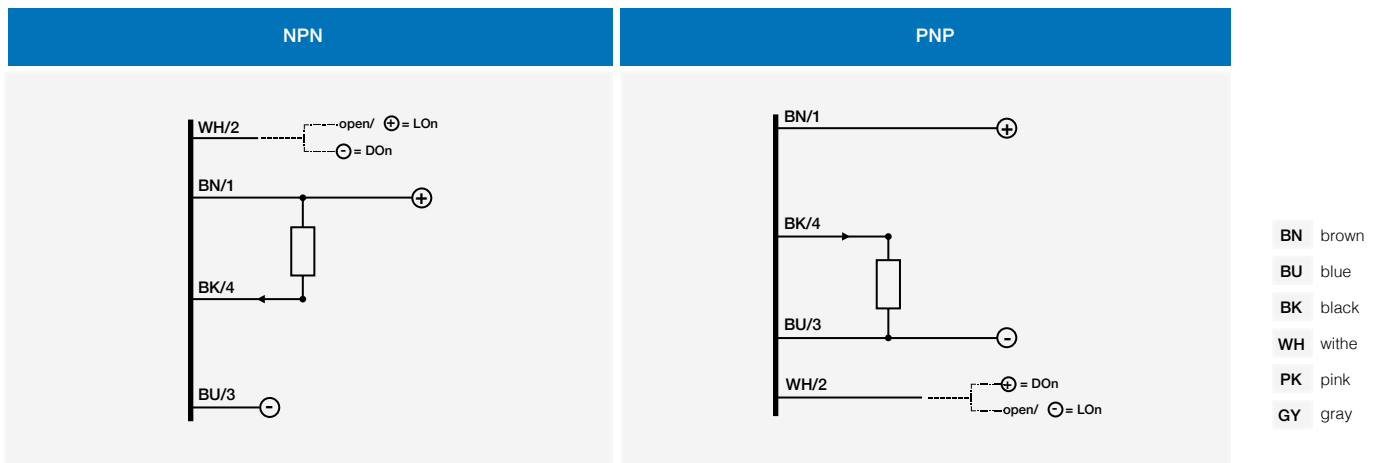 NPN
WH/2
open/ + = LOn
- = DOn
BN/1
+
BK/4
BU/3
-
PNP
BN/1
+
BK/4
BU/3
-
WH/2
+ = DOn
open/ - = LOn
BN brown
BU blue
BK black
WH withe
PK pink
GY gray